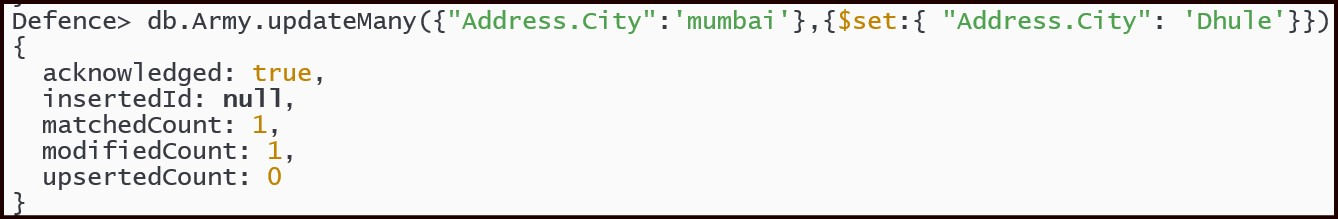 Defence> db.Army.updateMany({"Address.City":'mumbai'},{$set:{ "Address.City": 'Dhule'}})
{
  acknowledged: true,
  insertedId: null,
  matchedCount: 1,
  modifiedCount: 1,
  upsertedCount: 0
}